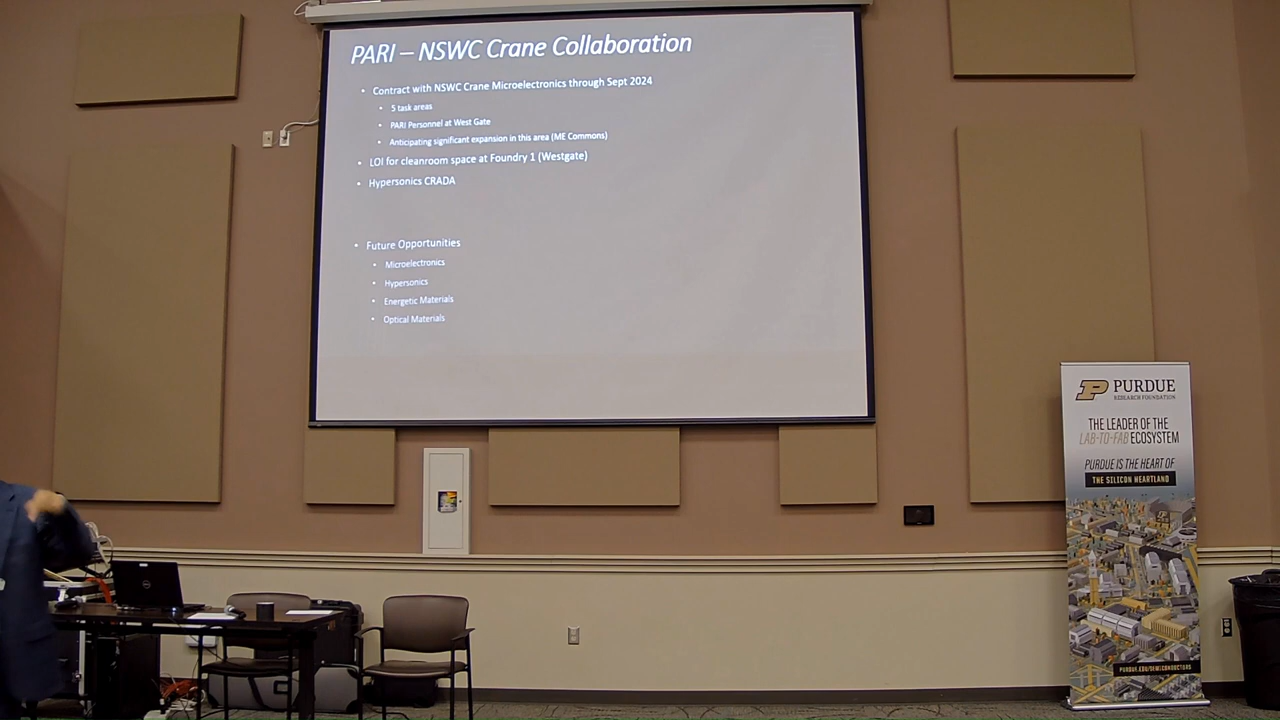 PARI – NSWC Crane Collaboration
• Contract with NSWC Crane Microelectronics through Sept 2024
• 5 task areas
• PARI Personnel at West Gate
• Anticipating significant expansion in this area (ME Commons)
• LOI for cleanroom space at Foundry 1 (Westgate)
• Hypersonics CRADA
• Future Opportunities
• Microelectronics
• Hypersonics
• Energetic Materials
• Optical Materials
P PURDUE
RESEARCH FOUNDATION
THE LEADER OF THE
LAB-TO-FAB ECOSYSTEM
PURDUE IS THE HEART OF
THE SILICON HEARTLAND
PURDUE.EDU/SEMICONDUCTORS